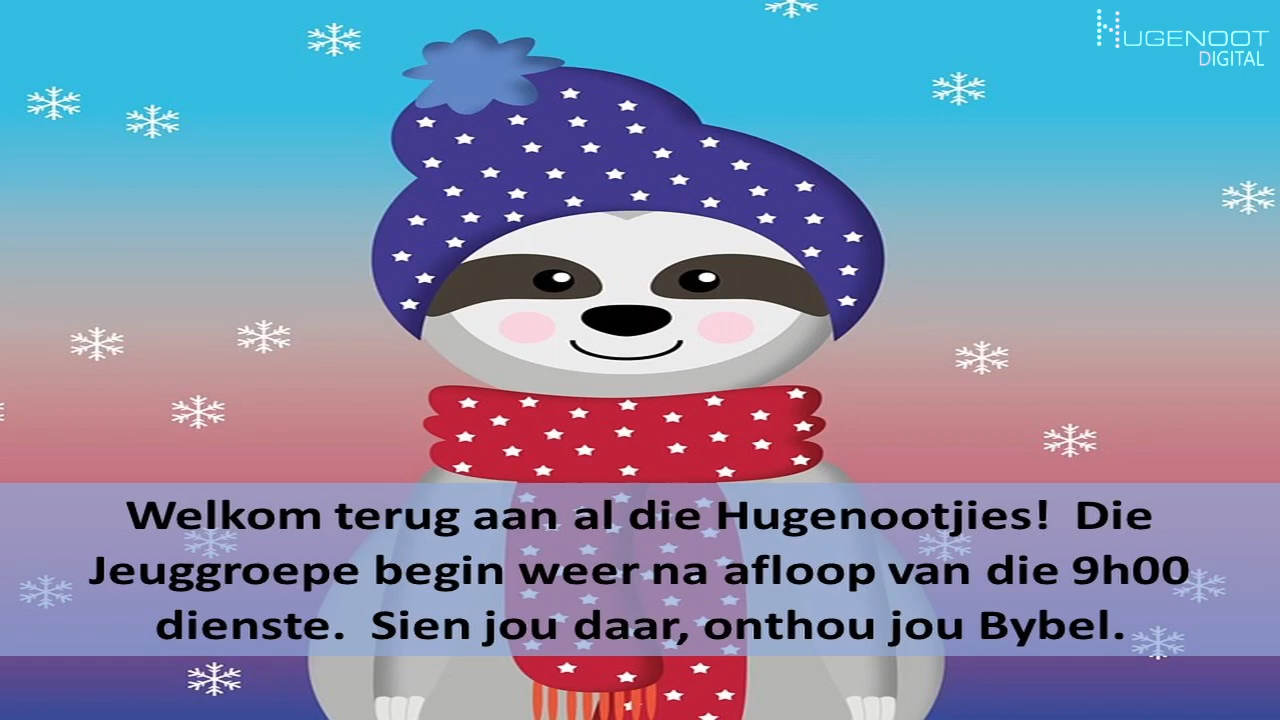 HUGENOOT
DIGITAL
Welkom terug aan al die Hugenootjies! Die
Jeuggroepe begin weer na afloop van die 9h00
dienste. Sien jou daar, onthou jou Bybel.